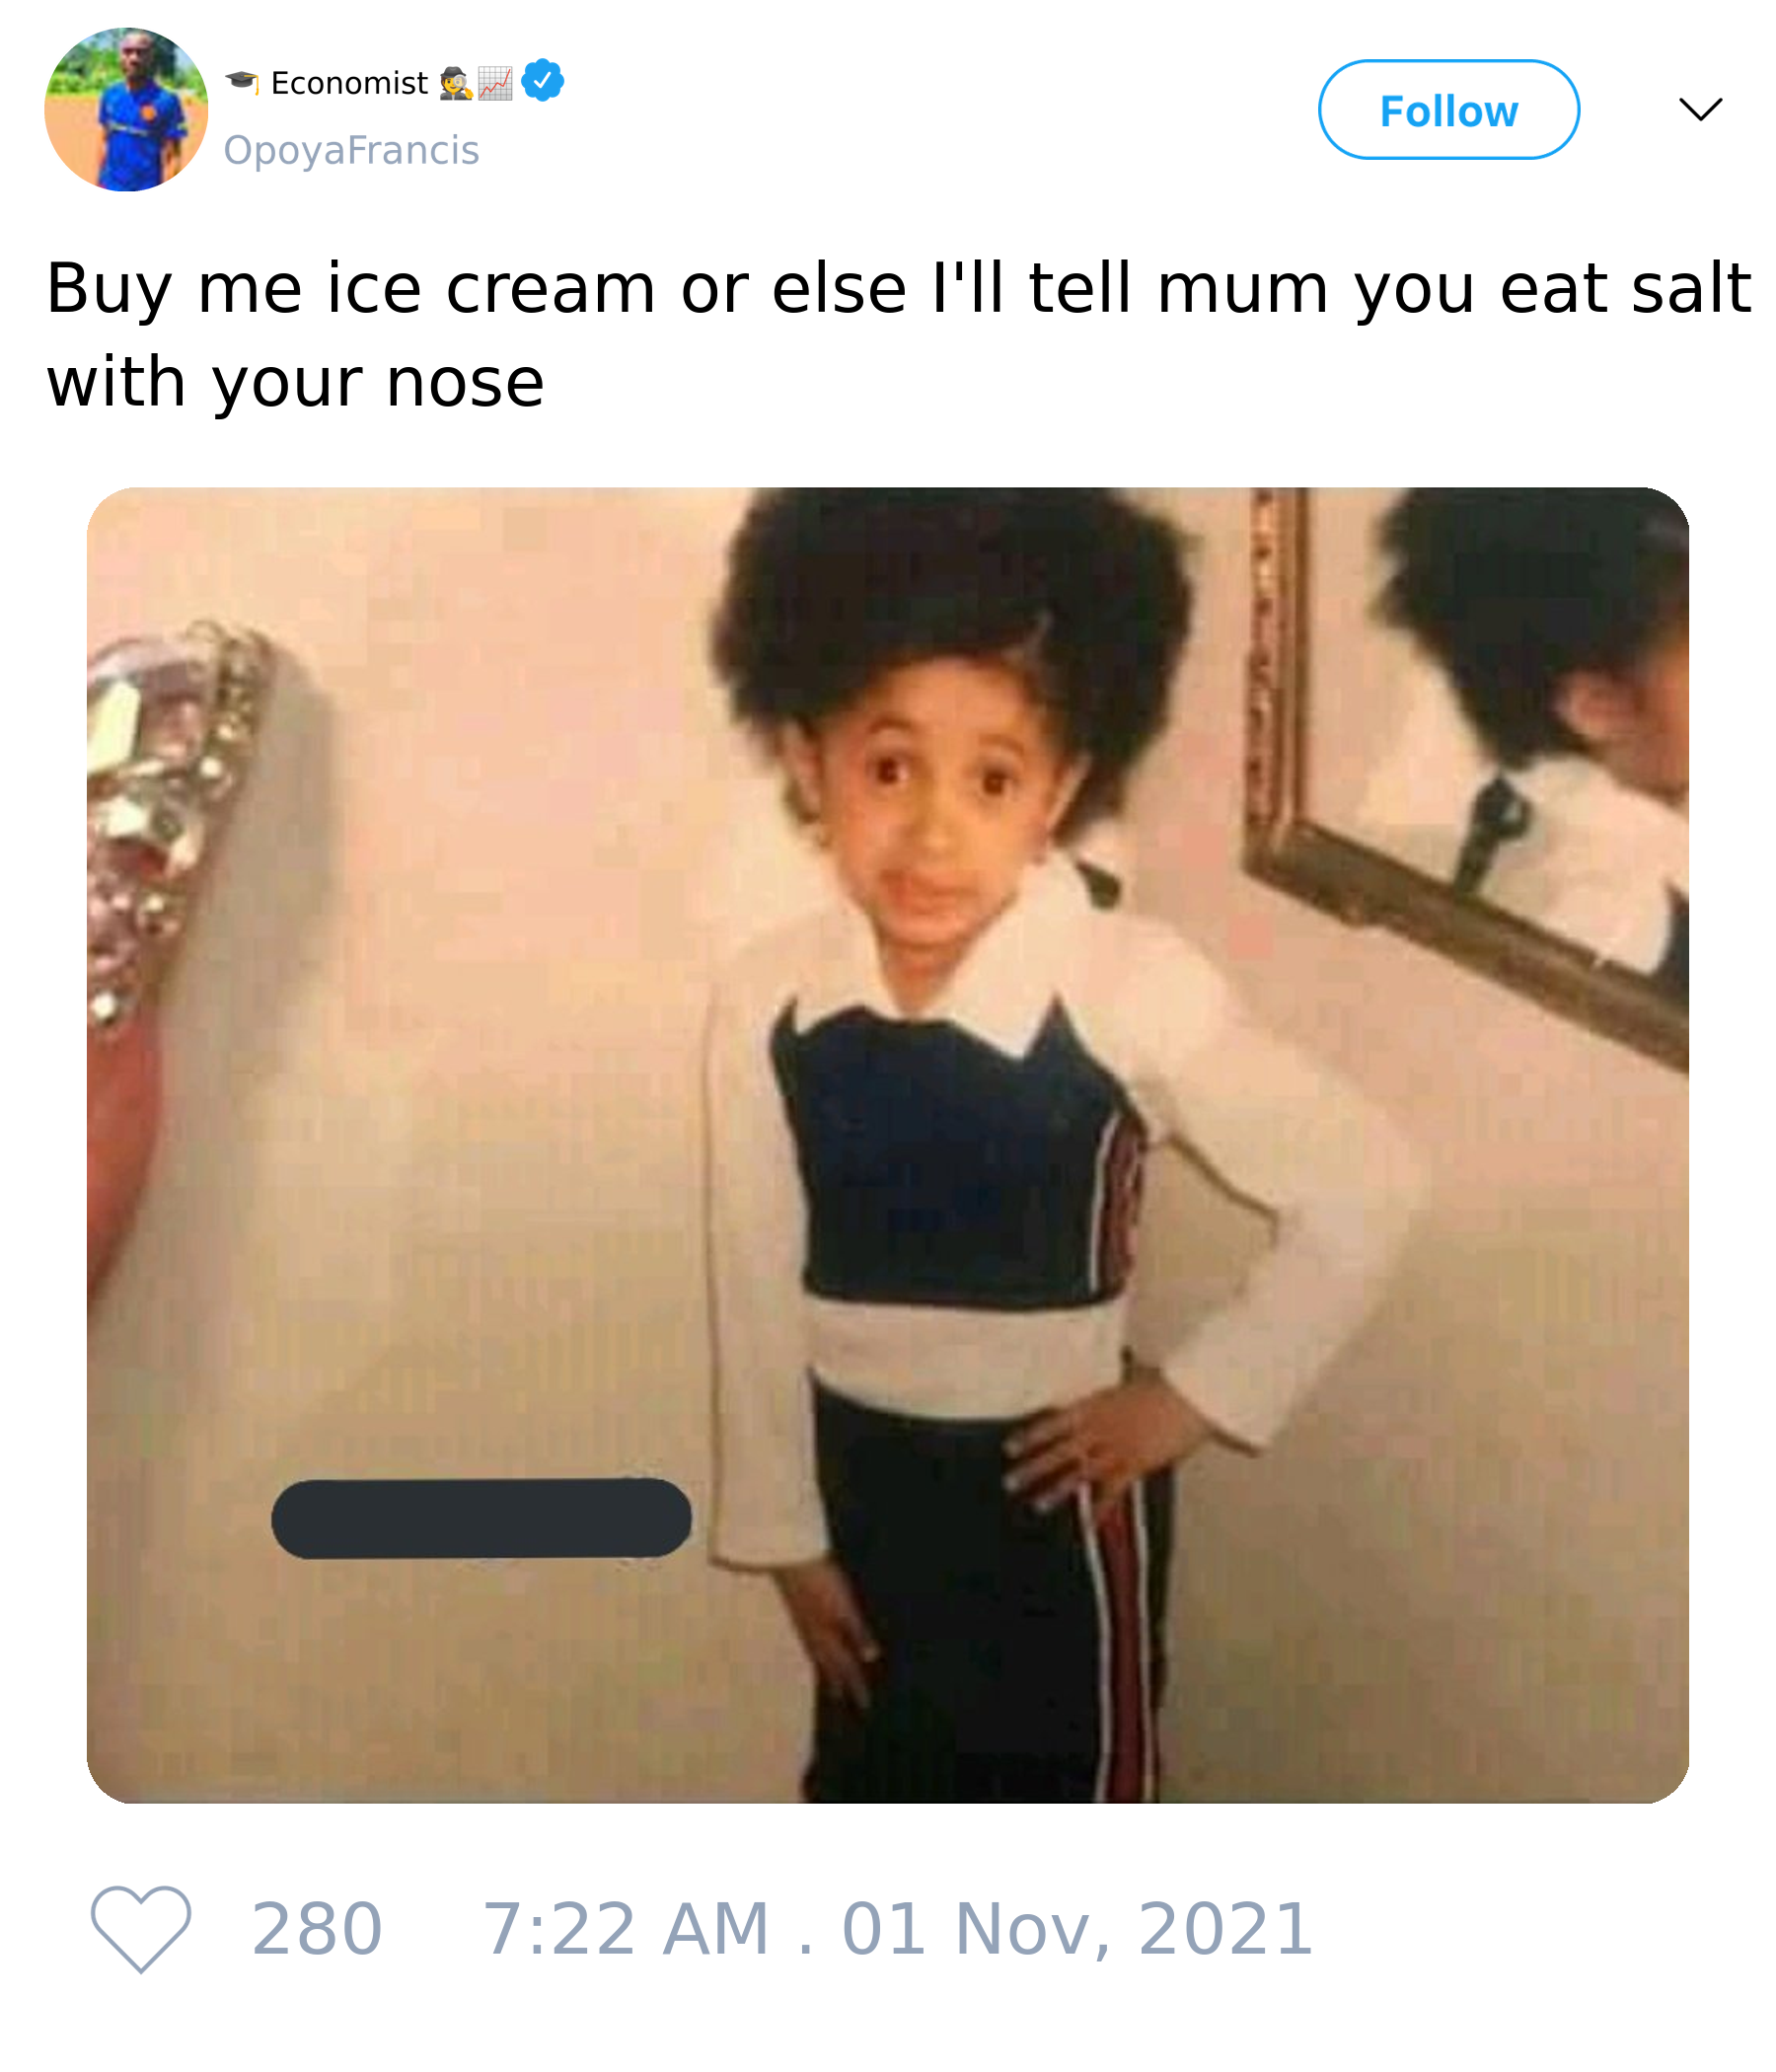 🎓 Economist 🕵️📈
OpoyaFrancis
Follow
Buy me ice cream or else I'll tell mum you eat salt
with your nose
280 7:22 AM . 01 Nov, 2021